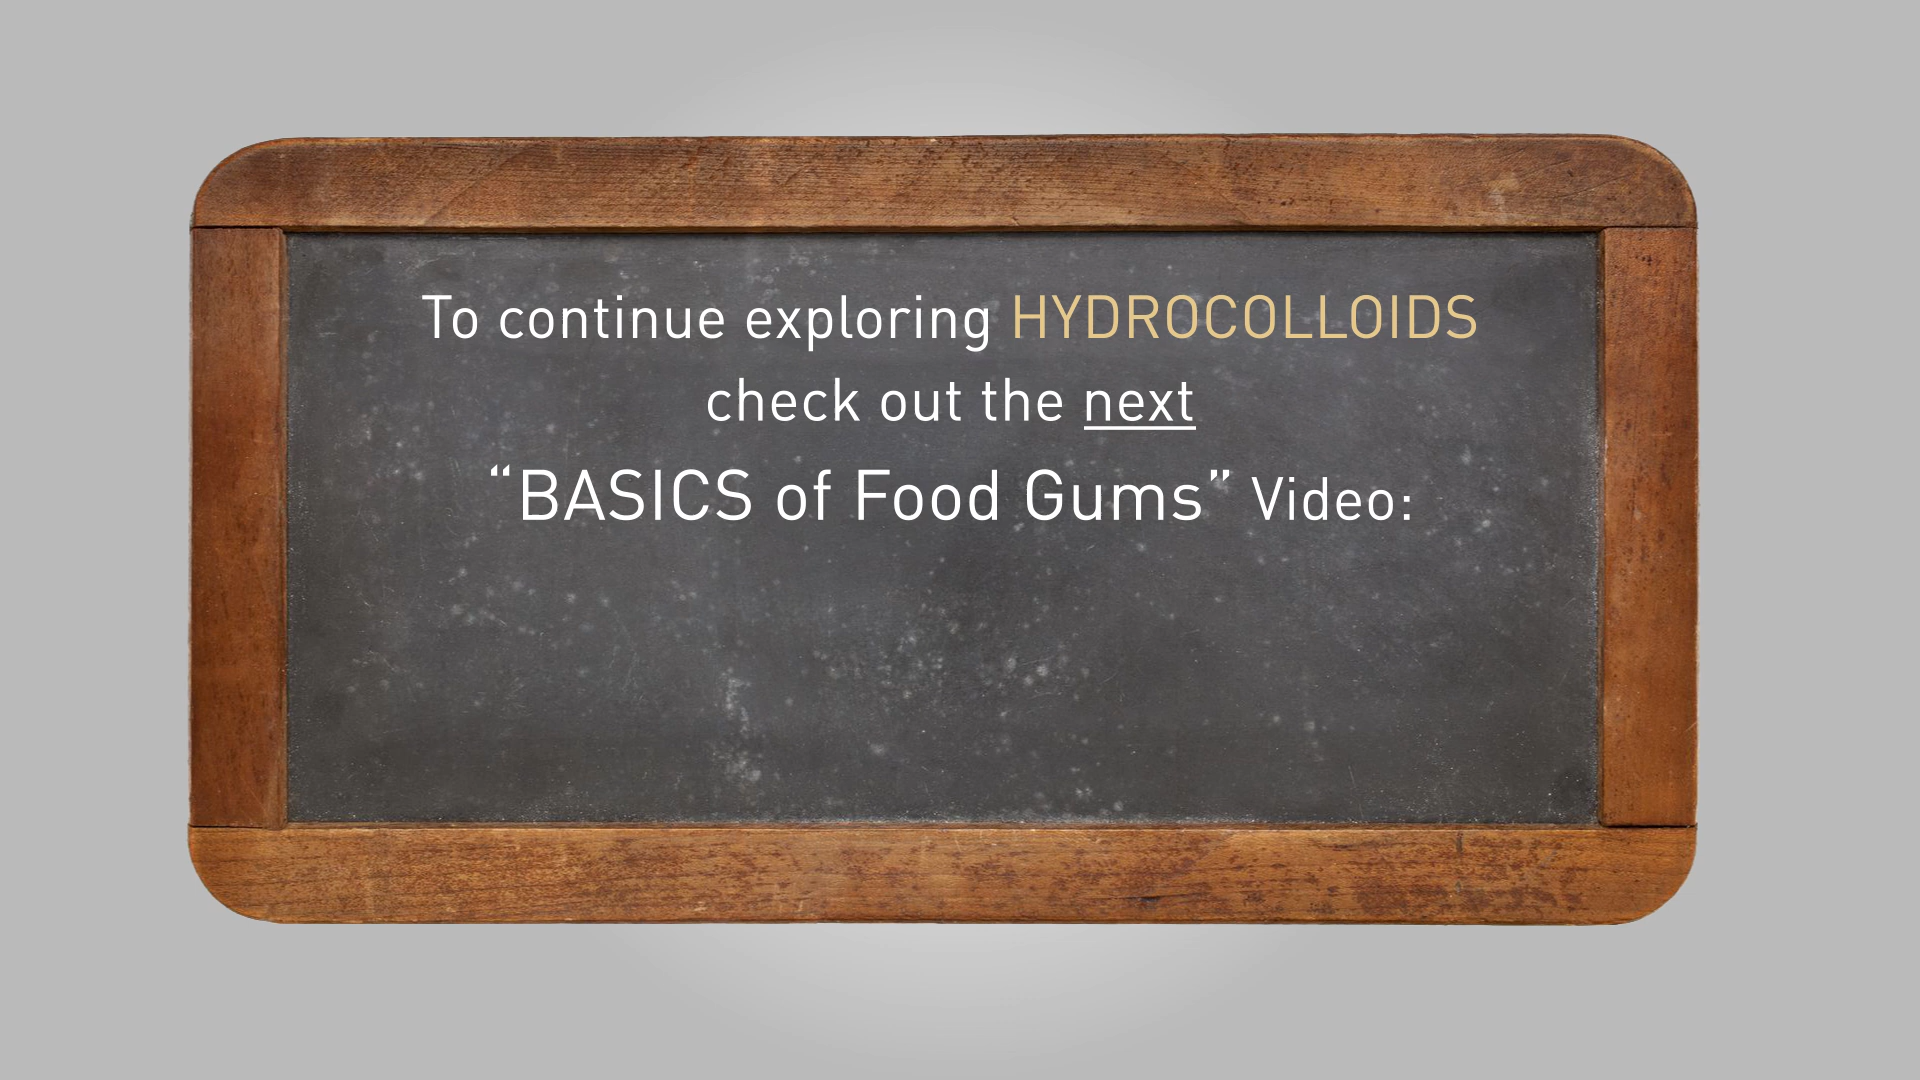 To continue exploring HYDROCOLLOIDS
check out the next
“BASICS of Food Gums” Video: